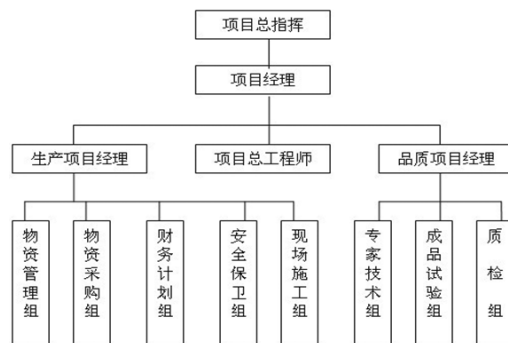 项目总指挥
项目经理
生产项目经理
项目总工程师
品质项目经理
物资管理组
物资采购组
财务计划组
安全保卫组
现场施工组
专家技术组
成品试验组
质检组